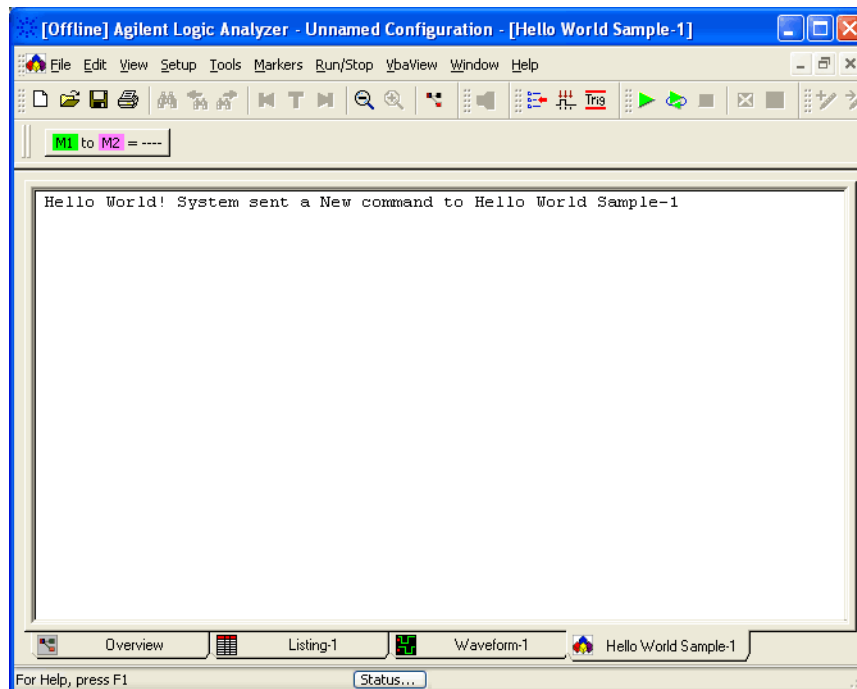 [Offline] Agilent Logic Analyzer - Unnamed Configuration - [Hello World Sample-1]
File Edit View Setup Tools Markers Run/Stop VbaView Window Help
T Trig
M1 to M2 = ----
Hello World! System sent a New command to Hello World Sample-1
Overview Listing-1 Waveform-1 Hello World Sample-1
For Help, press F1 Status...